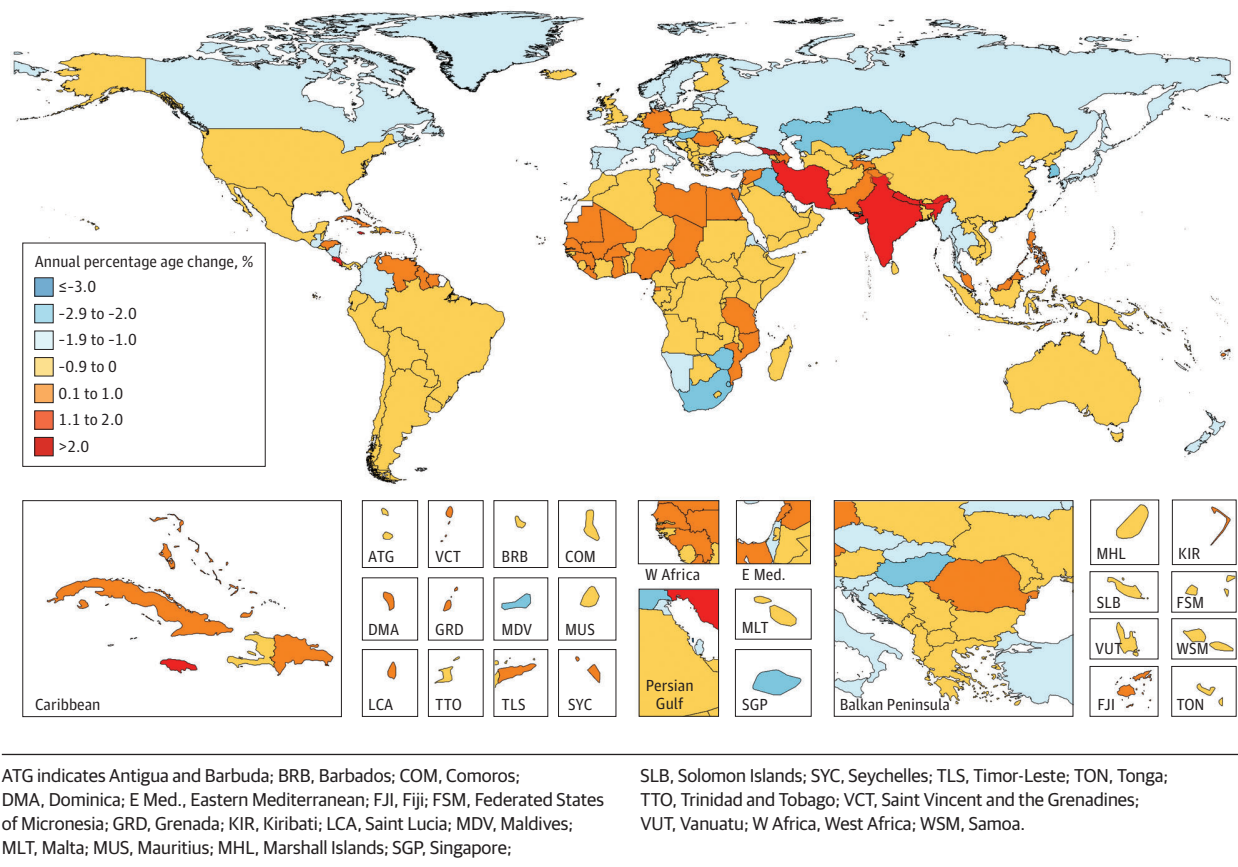 Annual percentage age change, %
≤−3.0
-2.9 to -2.0
-1.9 to -1.0
-0.9 to 0
0.1 to 1.0
1.1 to 2.0
>2.0
Caribbean
ATG
VCT
BRB
COM
DMA
GRD
MDV
MUS
LCA
TTO
TLS
SYC
W Africa
E Med.
Persian
Gulf
MLT
SGP
Balkan Peninsula
MHL
KIR
SLB
FSM
VUT
WSM
FJI
TON
ATG indicates Antigua and Barbuda; BRB, Barbados; COM, Comoros;
DMA, Dominica; E Med., Eastern Mediterranean; FJI, Fiji; FSM, Federated States
of Micronesia; GRD, Grenada; KIR, Kiribati; LCA, Saint Lucia; MDV, Maldives;
MLT, Malta; MUS, Mauritius; MHL, Marshall Islands; SGP, Singapore;
SLB, Solomon Islands; SYC, Seychelles; TLS, Timor-Leste; TON, Tonga;
TTO, Trinidad and Tobago; VCT, Saint Vincent and the Grenadines;
VUT, Vanuatu; W Africa, West Africa; WSM, Samoa.